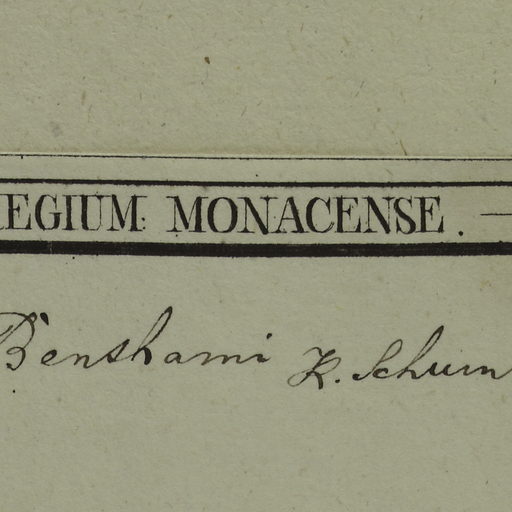 EGIUM MONACENSE.
Benthami K. Schum